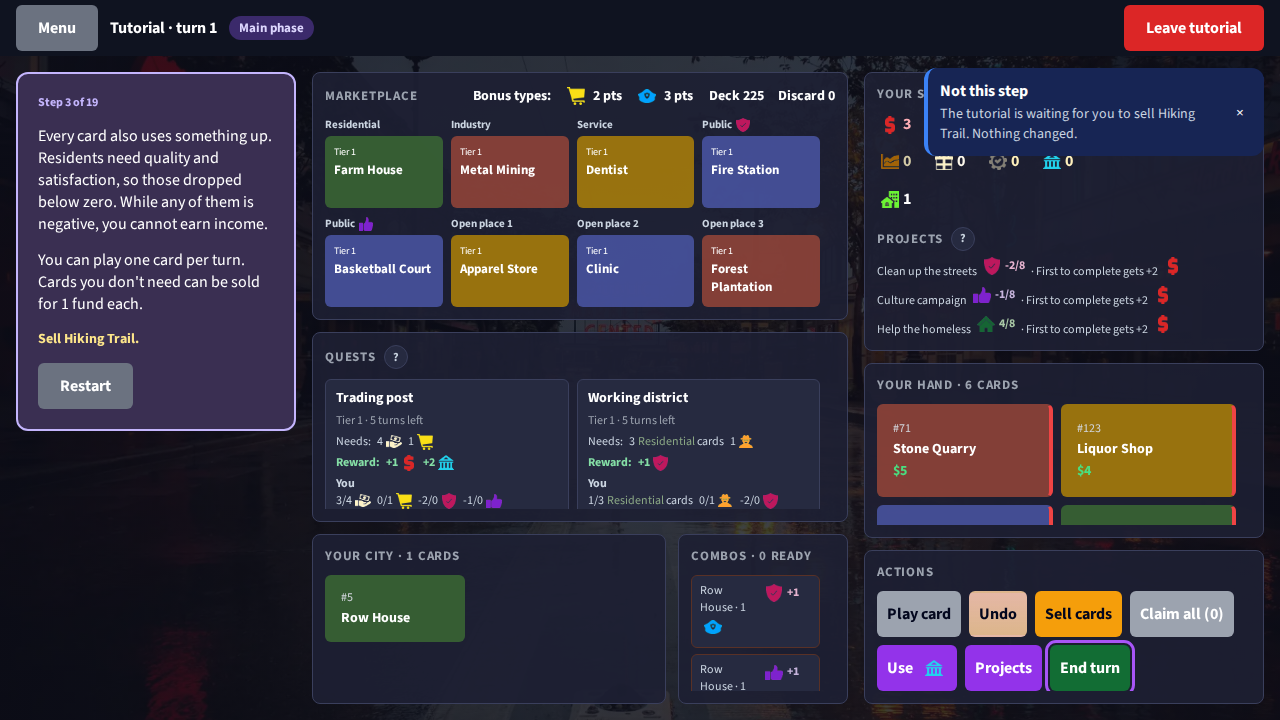 Menu
Tutorial · turn 1
Main phase
Leave tutorial
Step 3 of 19
Every card also uses something up.
Residents need quality and
satisfaction, so those dropped
below zero. While any of them is
negative, you cannot earn income.
You can play one card per turn.
Cards you don't need can be sold
for 1 fund each.
Sell Hiking Trail.
Restart
MARKETPLACE
Bonus types: 2 pts 3 pts Deck 225 Discard 0
Residential Industry Service Public
Tier 1 Tier 1 Tier 1 Tier 1
Farm House Metal Mining Dentist Fire Station
Public Open place 1 Open place 2 Open place 3
Tier 1 Tier 1 Tier 1 Tier 1
Basketball Court Apparel Store Clinic Forest
Plantation
QUESTS ?
Trading post
Tier 1 · 5 turns left
Needs: 4 1
Reward: +1 +2
You
3/4 0/1 -2/0 -1/0
Working district
Tier 1 · 5 turns left
Needs: 3 Residential cards 1
Reward: +1
You
1/3 Residential cards 0/1 -2/0
YOUR CITY · 1 CARDS
#5
Row House
COMBOS · 0 READY
Row
House · 1
+1
Row
House · 1
+1
YOUR S
3
Not this step
The tutorial is waiting for you to sell Hiking
Trail. Nothing changed.
×
0 0 0 0
1
PROJECTS ?
Clean up the streets -2/8 · First to complete gets +2
Culture campaign -1/8 · First to complete gets +2
Help the homeless 4/8 · First to complete gets +2
YOUR HAND · 6 CARDS
#71
Stone Quarry
$5
#123
Liquor Shop
$4
ACTIONS
Play card Undo Sell cards Claim all (0)
Use Projects End turn